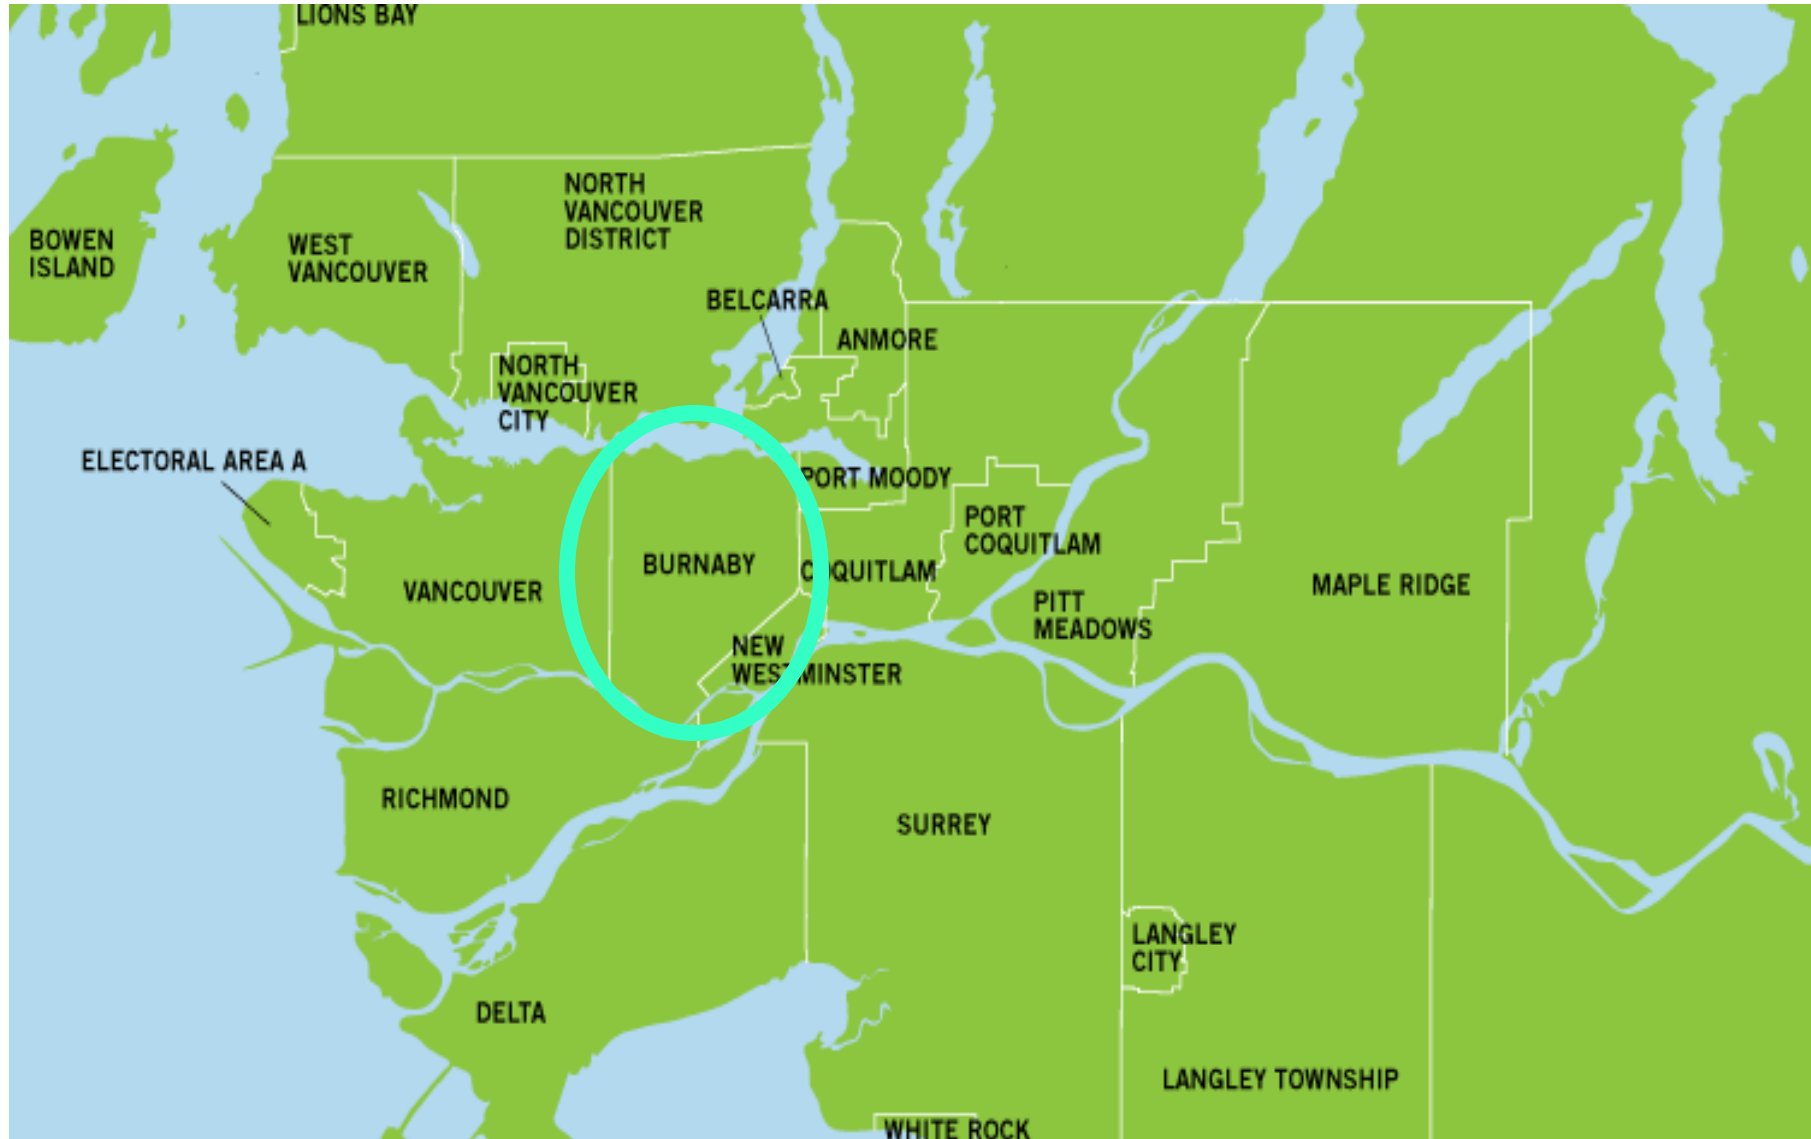 LIONS BAY
NORTH
VANCOUVER
DISTRICT
BOWEN
ISLAND
WEST
VANCOUVER
BELCARRA
ANMORE
NORTH
VANCOUVER
CITY
ELECTORAL AREA A
PORT MOODY
PORT
COQUITLAM
BURNABY
COQUITLAM
VANCOUVER
MAPLE RIDGE
PITT
MEADOWS
NEW
WESTMINSTER
RICHMOND
SURREY
LANGLEY
CITY
DELTA
LANGLEY TOWNSHIP
WHITE ROCK